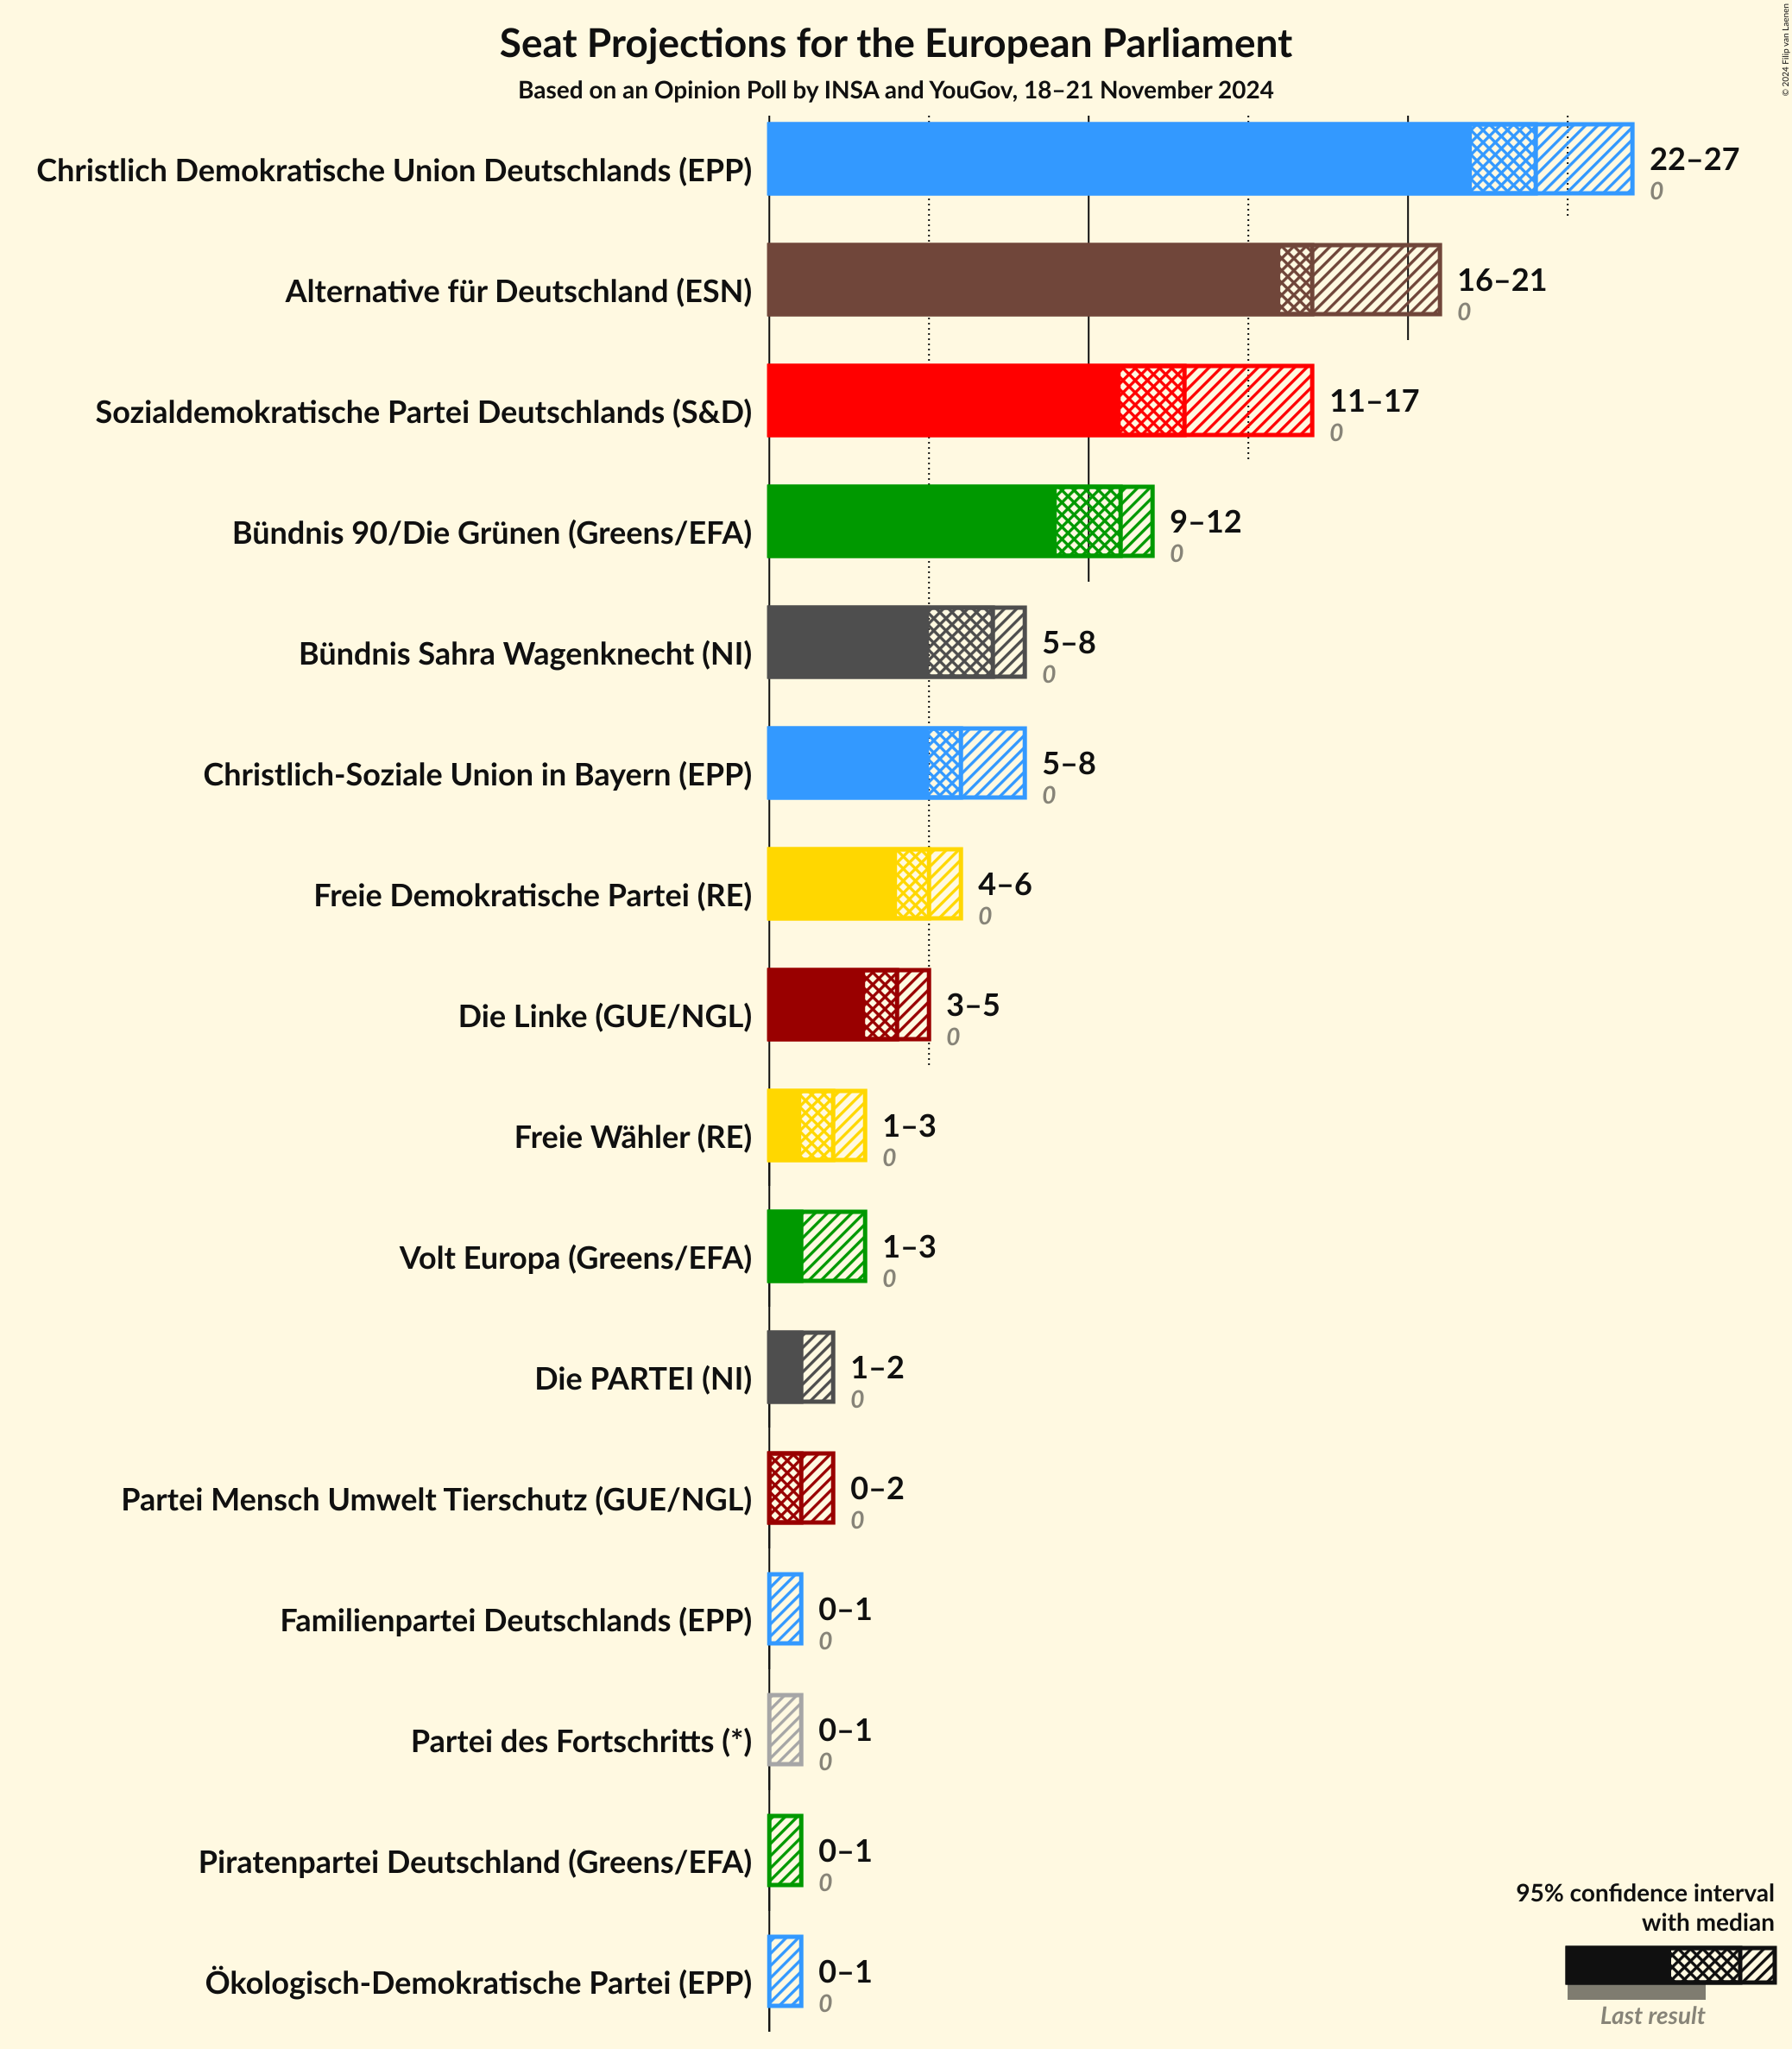 Seat Projections for the European Parliament
Based on an Opinion Poll by INSA and YouGov, 18–21 November 2024
© 2024 Filip van Laenen
Christlich Demokratische Union Deutschlands (EPP)
22–27
0
Alternative für Deutschland (ESN)
16–21
0
Sozialdemokratische Partei Deutschlands (S&D)
11–17
0
Bündnis 90/Die Grünen (Greens/EFA)
9–12
0
Bündnis Sahra Wagenknecht (NI)
5–8
0
Christlich-Soziale Union in Bayern (EPP)
5–8
0
Freie Demokratische Partei (RE)
4–6
0
Die Linke (GUE/NGL)
3–5
0
Freie Wähler (RE)
1–3
0
Volt Europa (Greens/EFA)
1–3
0
Die PARTEI (NI)
1–2
0
Partei Mensch Umwelt Tierschutz (GUE/NGL)
0–2
0
Familienpartei Deutschlands (EPP)
0–1
0
Partei des Fortschritts (*)
0–1
0
Piratenpartei Deutschland (Greens/EFA)
0–1
0
Ökologisch-Demokratische Partei (EPP)
0–1
0
95% confidence interval
with median
Last result